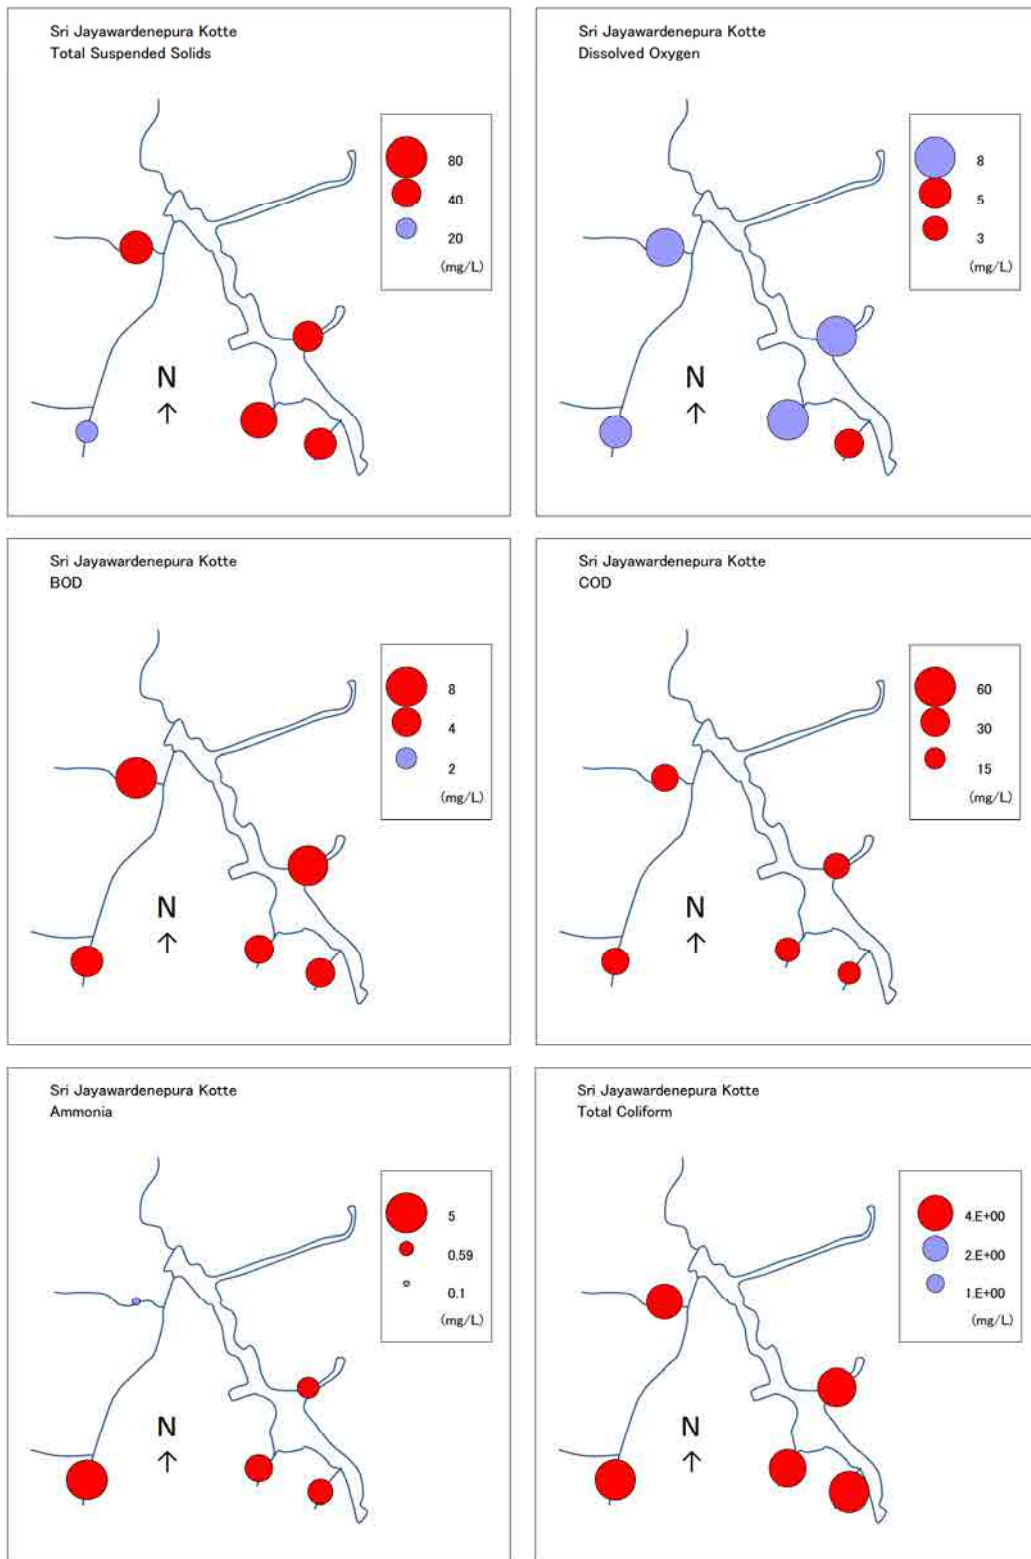 Sri Jayawardenepura Kotte
Total Suspended Solids
80
40
20
(mg/L)
N
Sri Jayawardenepura Kotte
Dissolved Oxygen
8
5
3
(mg/L)
N
Sri Jayawardenepura Kotte
BOD
8
4
2
(mg/L)
N
Sri Jayawardenepura Kotte
COD
60
30
15
(mg/L)
N
Sri Jayawardenepura Kotte
Ammonia
5
0.59
0.1
(mg/L)
N
Sri Jayawardenepura Kotte
Total Coliform
4.E+00
2.E+00
1.E+00
(mg/L)
N